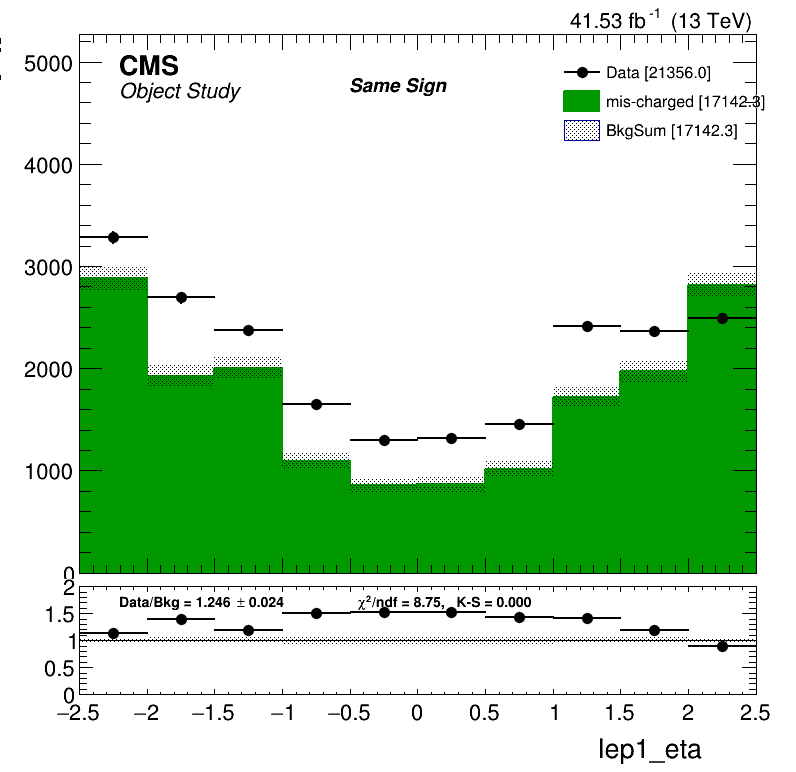 41.53 fb⁻¹ (13 TeV)
CMS
Object Study
Same Sign
Data [21356.0]
mis-charged [17142.3]
BkgSum [17142.3]
5000
4000
3000
2000
1000
0
Data/Bkg = 1.246 ± 0.024
χ²/ndf = 8.75, K-S = 0.000
2
1.5
1
0.5
0
−2.5 −2 −1.5 −1 −0.5 0 0.5 1 1.5 2 2.5
lep1_eta